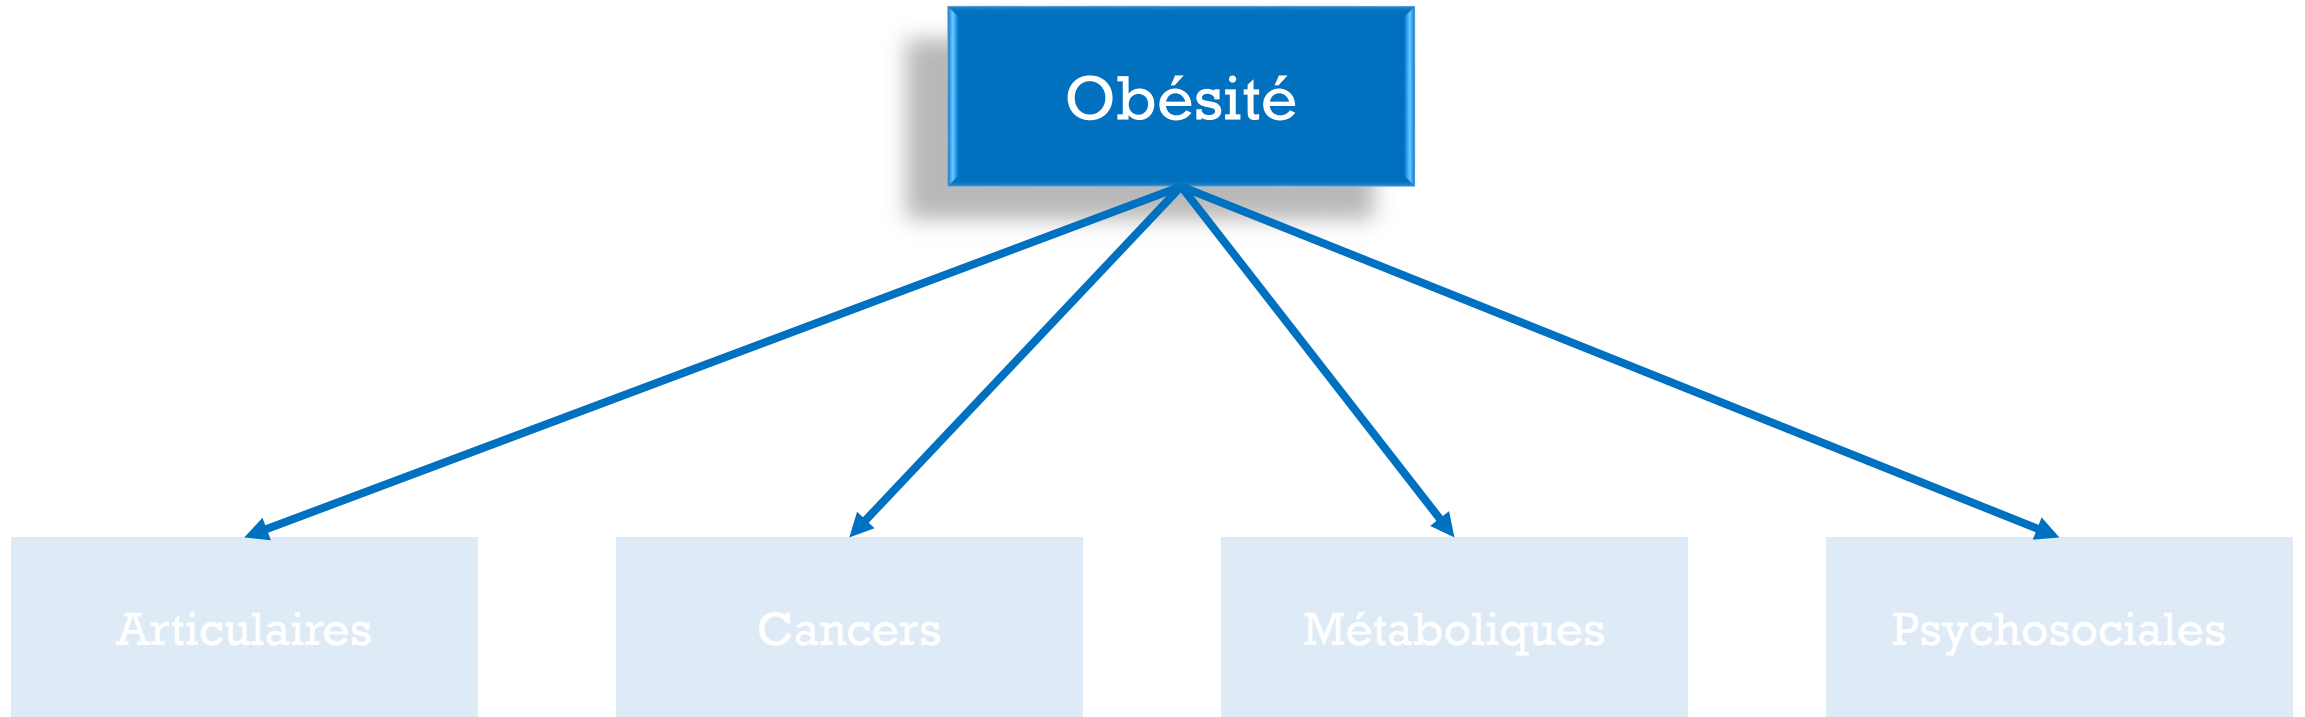 Obésité
Articulaires
Cancers
Métaboliques
Psychosociales